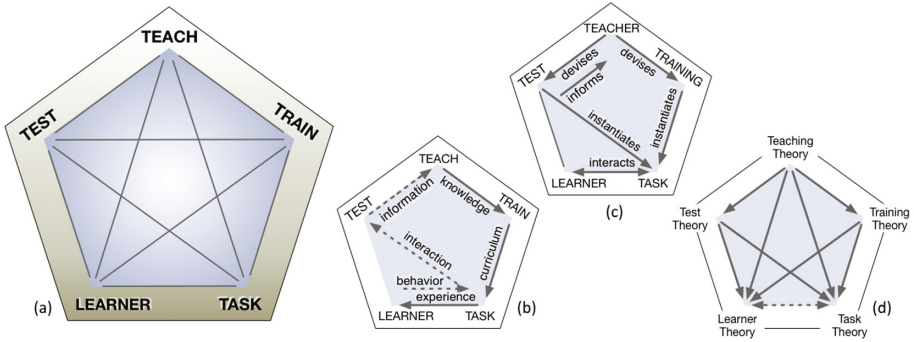 TEACH
TEST
TRAIN
LEARNER
TASK
(a)
TEACH
TEST
TRAIN
information
knowledge
interaction
curriculum
behavior
experience
LEARNER
TASK
(b)
TEACHER
TEST
TRAINING
devises
devises
informs
instantiates
instantiates
interacts
LEARNER
TASK
(c)
Teaching
Theory
Test
Theory
Training
Theory
Learner
Theory
Task
Theory
(d)